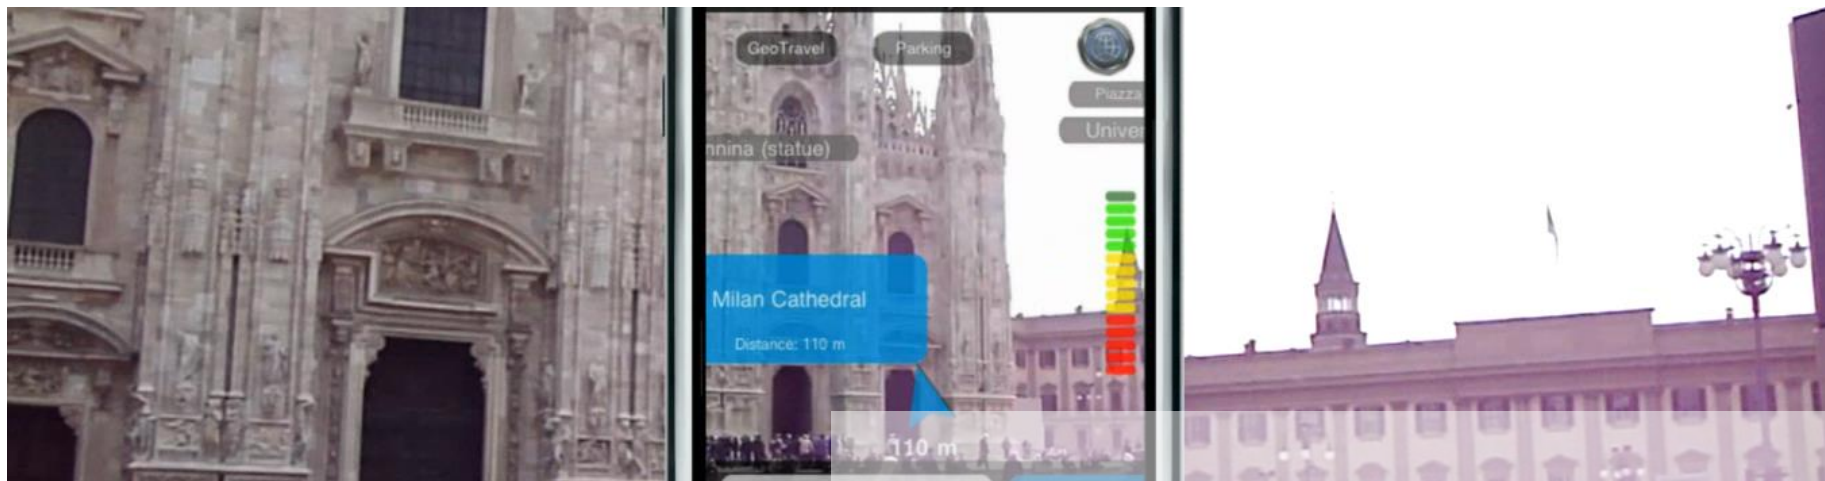 GeoTravel
Parking
Piazza
Univer
nnina (statue)
Milan Cathedral
Distance: 110 m
110 m